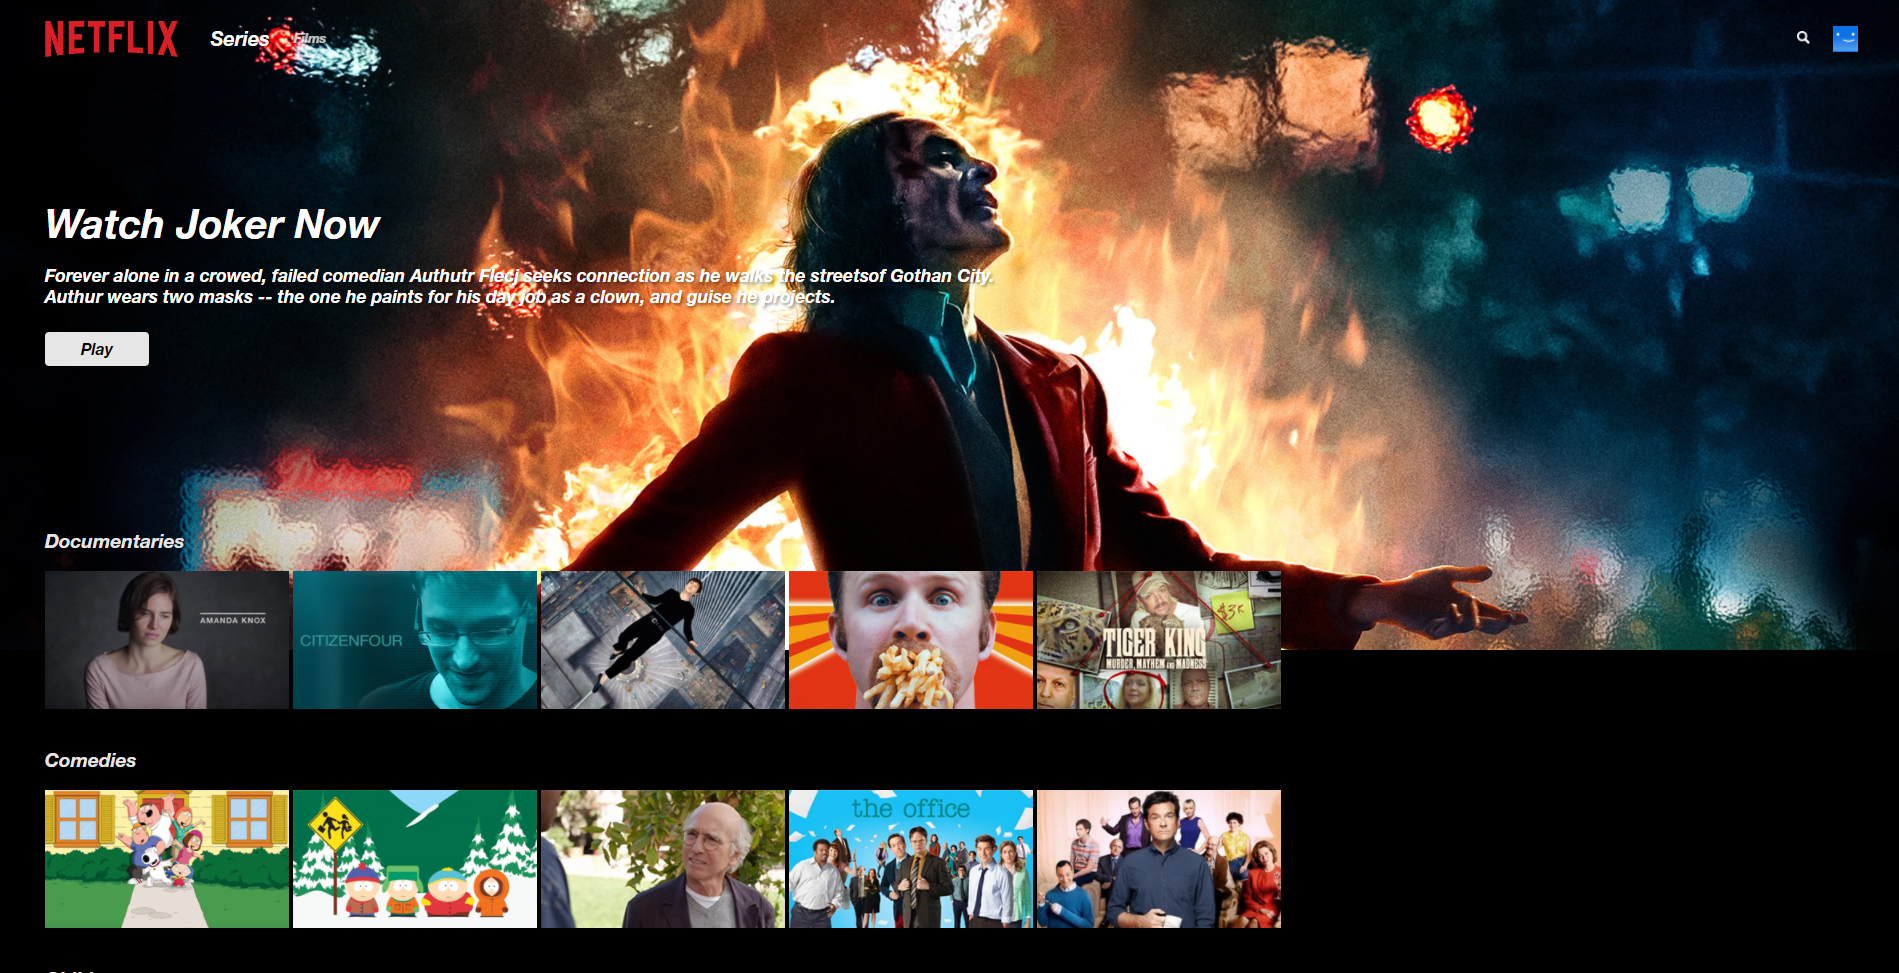 NETFLIX
Series
Films
Watch Joker Now
Forever alone in a crowed, failed comedian Authutr Fleci seeks connection as he walks the streetsof Gothan City.
Authur wears two masks -- the one he paints for his day job as a clown, and guise he projects.
Play
Documentaries
AMANDA KNOX
CITIZENFOUR
$3K
TIGER KING
MURDER, MAYHEM AND MADNESS
Comedies
the office